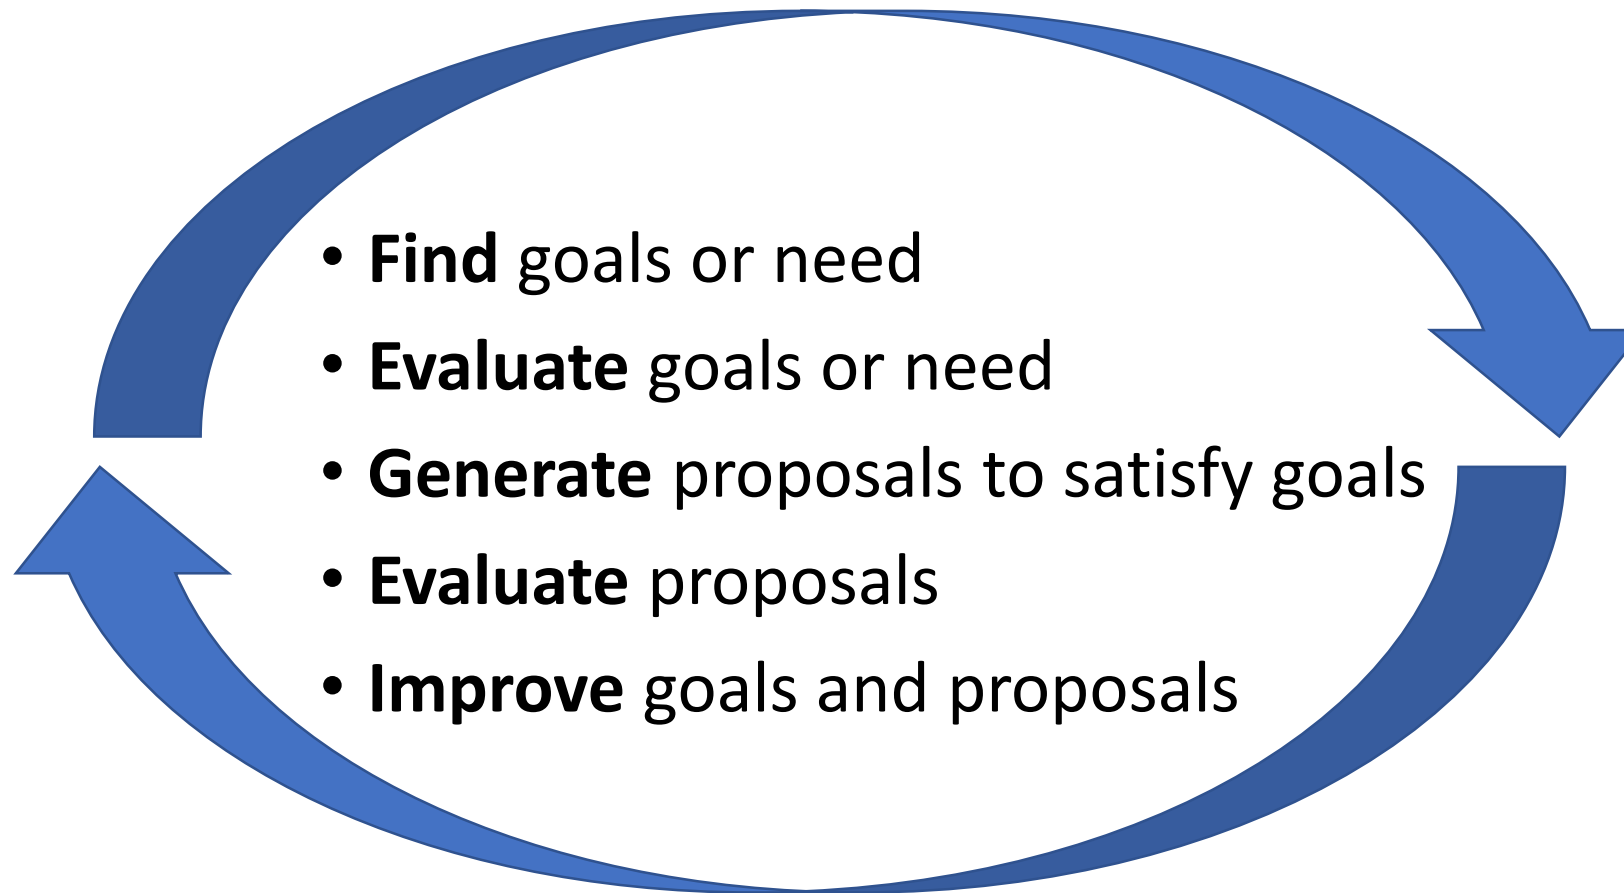 • Find goals or need
• Evaluate goals or need
• Generate proposals to satisfy goals
• Evaluate proposals
• Improve goals and proposals